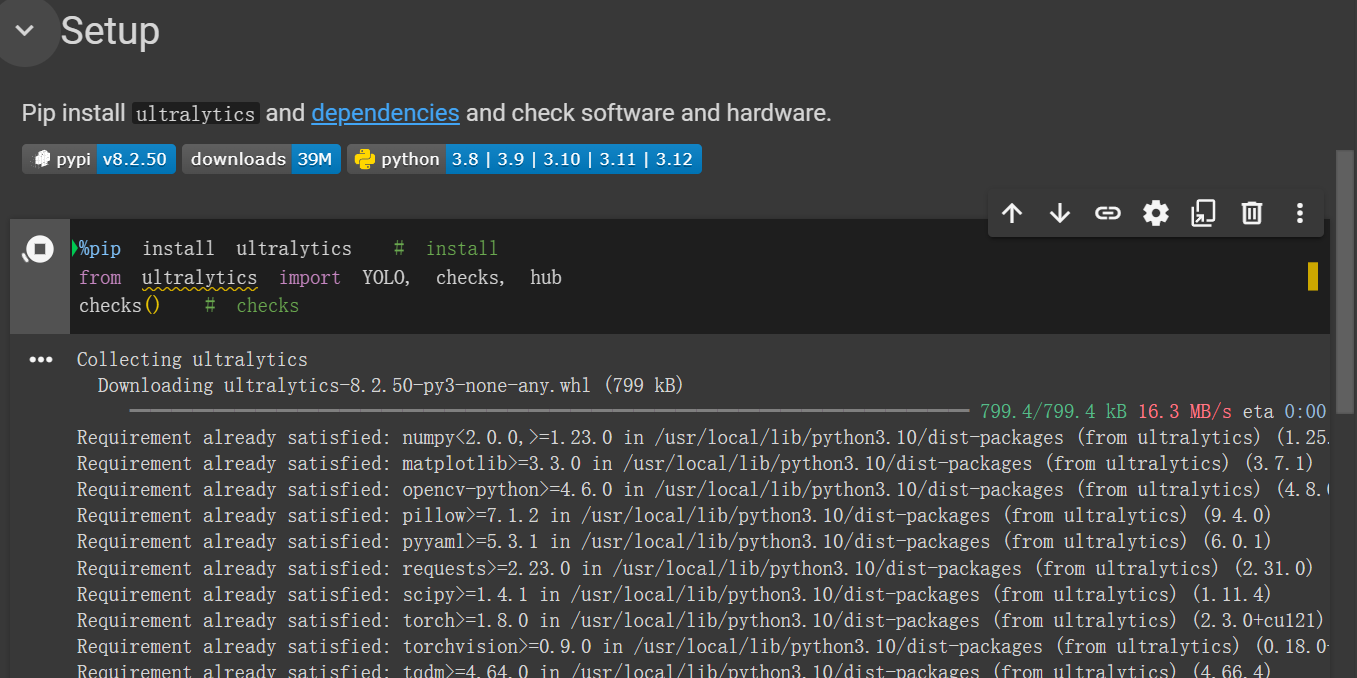 Setup
Pip install ultralytics and dependencies and check software and hardware.
pypi v8.2.50 downloads 39M python 3.8 | 3.9 | 3.10 | 3.11 | 3.12
%pip install ultralytics # install
from ultralytics import YOLO, checks, hub
checks() # checks
Collecting ultralytics
Downloading ultralytics-8.2.50-py3-none-any.whl (799 kB)
799.4/799.4 kB 16.3 MB/s eta 0:00
Requirement already satisfied: numpy<2.0.0,>=1.23.0 in /usr/local/lib/python3.10/dist-packages (from ultralytics) (1.25.
Requirement already satisfied: matplotlib>=3.3.0 in /usr/local/lib/python3.10/dist-packages (from ultralytics) (3.7.1)
Requirement already satisfied: opencv-python>=4.6.0 in /usr/local/lib/python3.10/dist-packages (from ultralytics) (4.8.
Requirement already satisfied: pillow>=7.1.2 in /usr/local/lib/python3.10/dist-packages (from ultralytics) (9.4.0)
Requirement already satisfied: pyyaml>=5.3.1 in /usr/local/lib/python3.10/dist-packages (from ultralytics) (6.0.1)
Requirement already satisfied: requests>=2.23.0 in /usr/local/lib/python3.10/dist-packages (from ultralytics) (2.31.0)
Requirement already satisfied: scipy>=1.4.1 in /usr/local/lib/python3.10/dist-packages (from ultralytics) (1.11.4)
Requirement already satisfied: torch>=1.8.0 in /usr/local/lib/python3.10/dist-packages (from ultralytics) (2.3.0+cu121)
Requirement already satisfied: torchvision>=0.9.0 in /usr/local/lib/python3.10/dist-packages (from ultralytics) (0.18.0
Requirement already satisfied: tqdm>=4.64.0 in /usr/local/lib/python3.10/dist-packages (from ultralytics) (4.66.4)